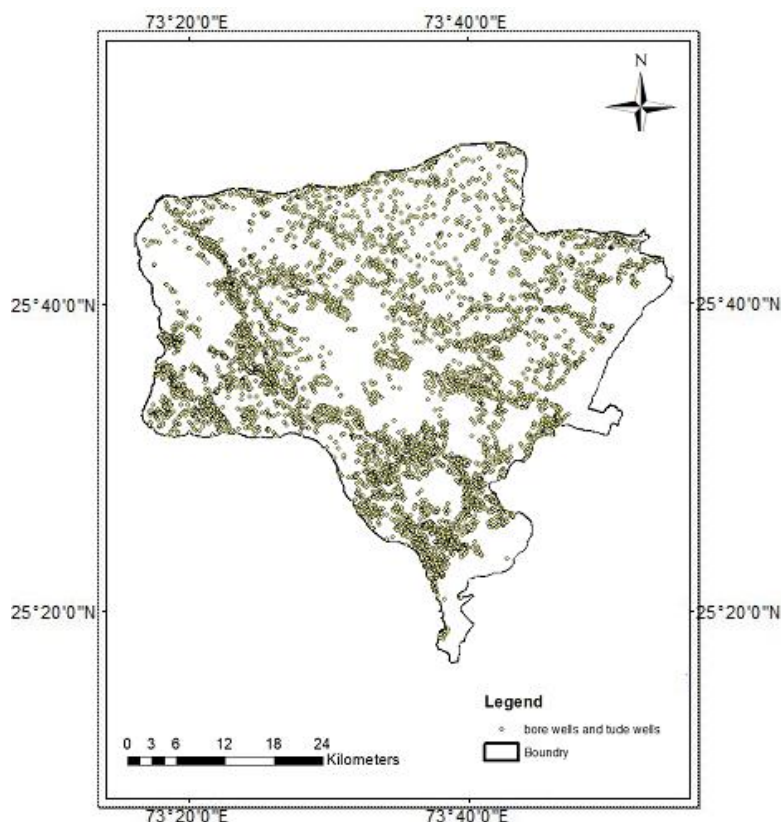 73°20'0"E 73°40'0"E
N
25°40'0"N 25°40'0"N
25°20'0"N 25°20'0"N
Legend
bore wells and tude wells
Boundry
0 3 6 12 18 24
Kilometers
73°20'0"E 73°40'0"E